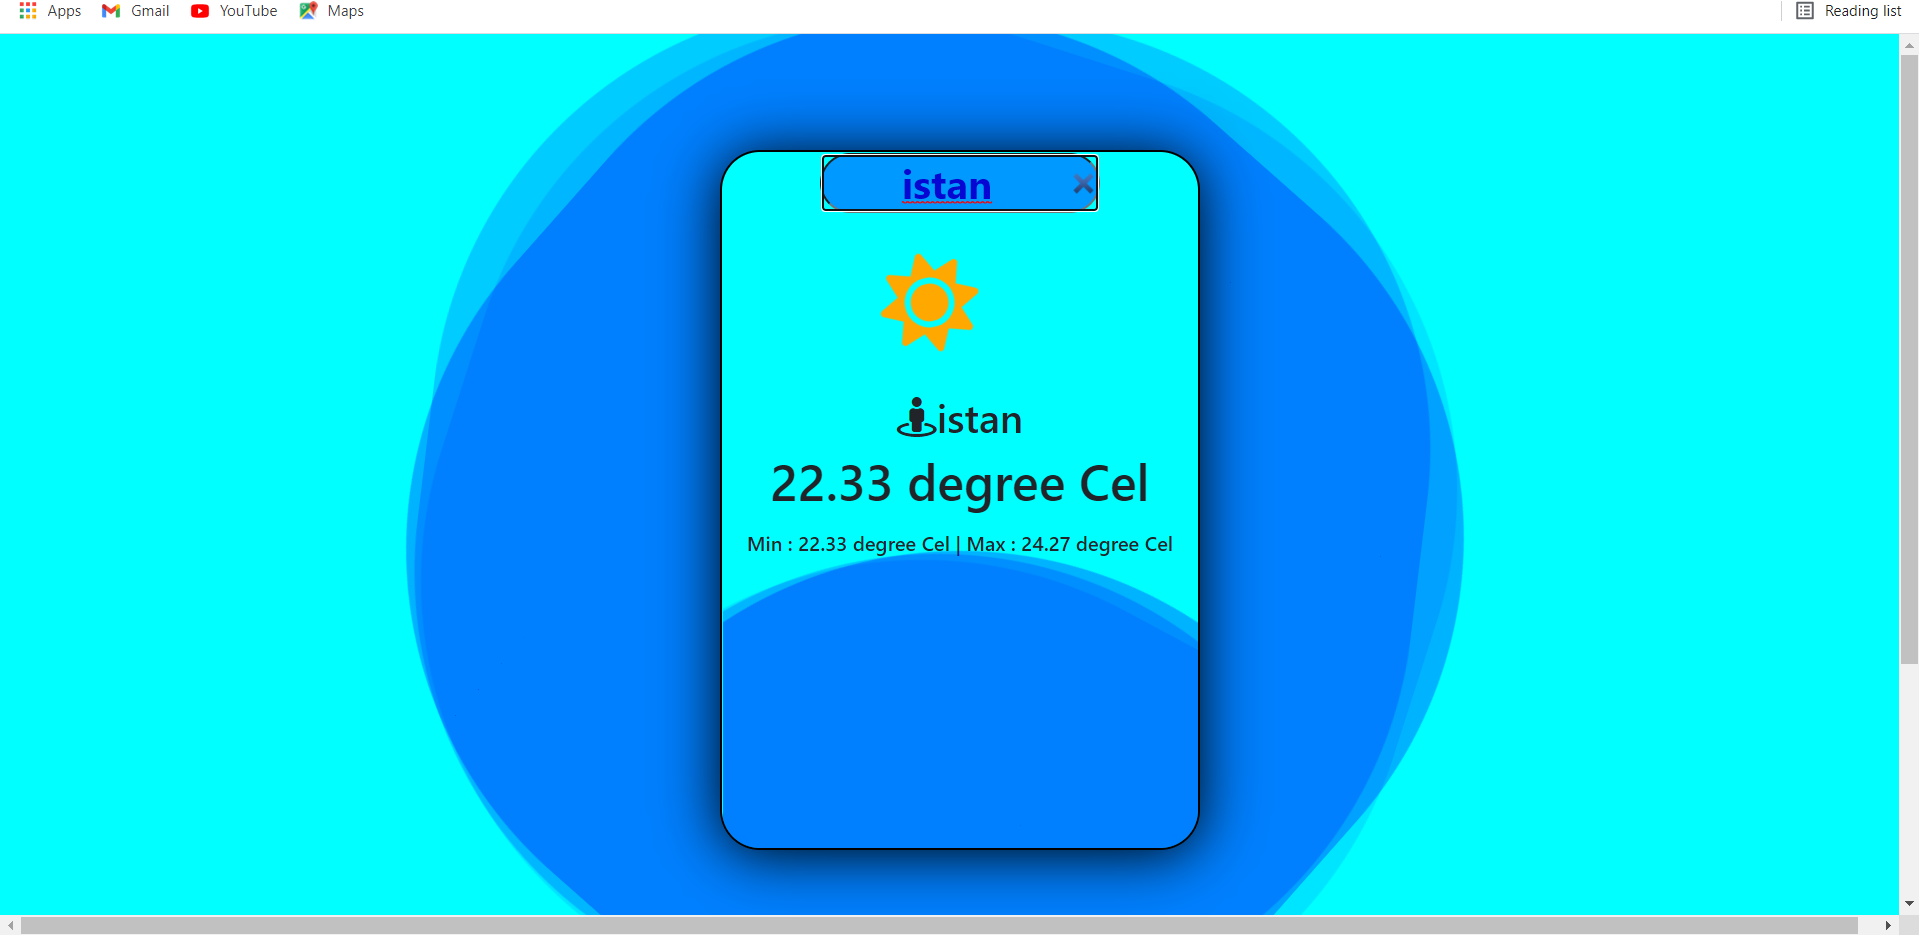 Apps Gmail YouTube Maps Reading list
istan
istan
22.33 degree Cel
Min : 22.33 degree Cel | Max : 24.27 degree Cel